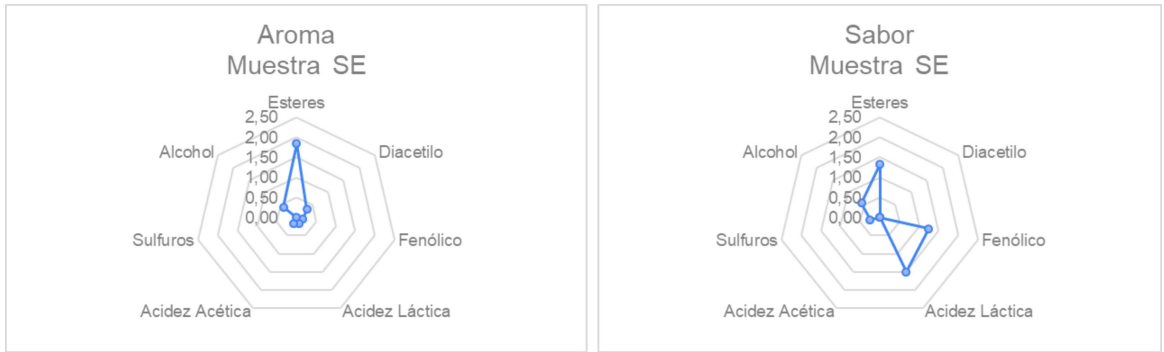 Aroma
Muestra SE
Esteres
2,50
2,00
1,50
1,00
0,50
0,00
Diacetilo
Fenólico
Acidez Láctica
Acidez Acética
Sulfuros
Alcohol
Sabor
Muestra SE
Esteres
2,50
2,00
1,50
1,00
0,50
0,00
Diacetilo
Fenólico
Acidez Láctica
Acidez Acética
Sulfuros
Alcohol